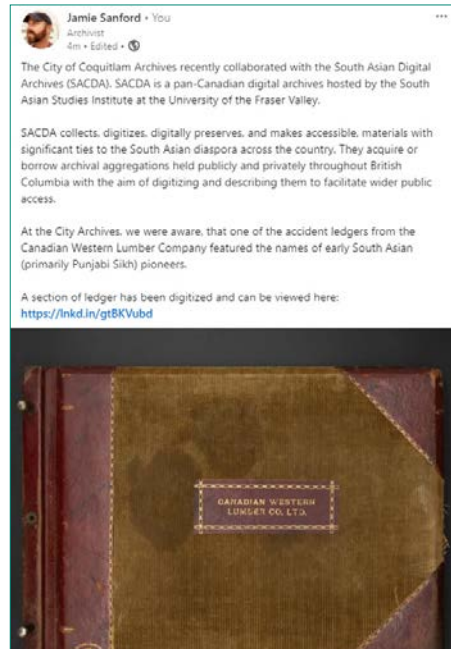 Jamie Sanford • You
Archivist
4m • Edited •
The City of Coquitlam Archives recently collaborated with the South Asian Digital
Archives (SACDA). SACDA is a pan-Canadian digital archives hosted by the South
Asian Studies Institute at the University of the Fraser Valley.
SACDA collects, digitizes, digitally preserves, and makes accessible, materials with
significant ties to the South Asian diaspora across the country. They acquire or
borrow archival aggregations held publicly and privately throughout British
Columbia with the aim of digitizing and describing them to facilitate wider public
access.
At the City Archives, we were aware, that one of the accident ledgers from the
Canadian Western Lumber Company featured the names of early South Asian
(primarily Punjabi Sikh) pioneers.
A section of ledger has been digitized and can be viewed here:
https://lnkd.in/gtBKVubd
CANADIAN WESTERN
LUMBER CO. LTD.